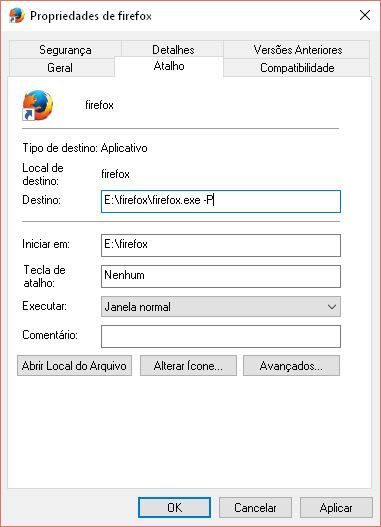 Propriedades de firefox
Segurança Detalhes Versões Anteriores
Geral Atalho Compatibilidade
firefox
Tipo de destino: Aplicativo
Local de destino: firefox
Destino: E:\firefox\firefox.exe -P
Iniciar em: E:\firefox
Tecla de atalho: Nenhum
Executar: Janela normal
Comentário:
Abrir Local do Arquivo Alterar Ícone... Avançados...
OK Cancelar Aplicar